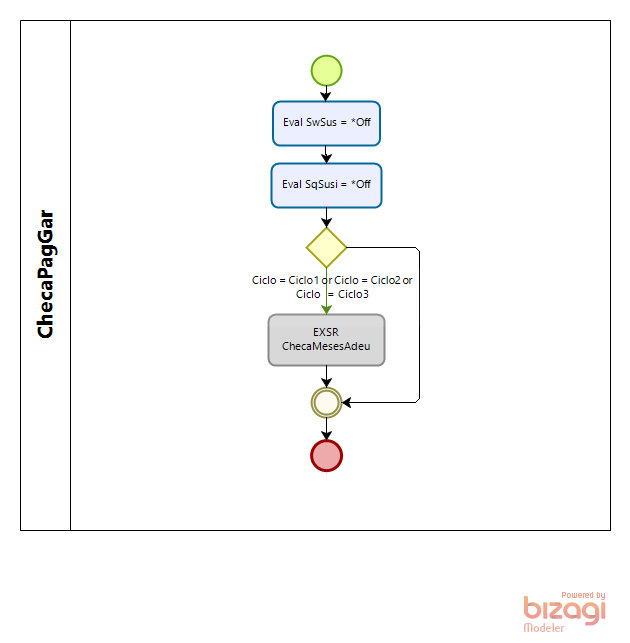 ChecaPagGar
Eval SwSus = *Off
Eval SqSusi = *Off
Ciclo = Ciclo1 or Ciclo = Ciclo2 or
Ciclo = Ciclo3
EXSR
ChecaMesesAdeu
Powered by
bizagi
Modeler